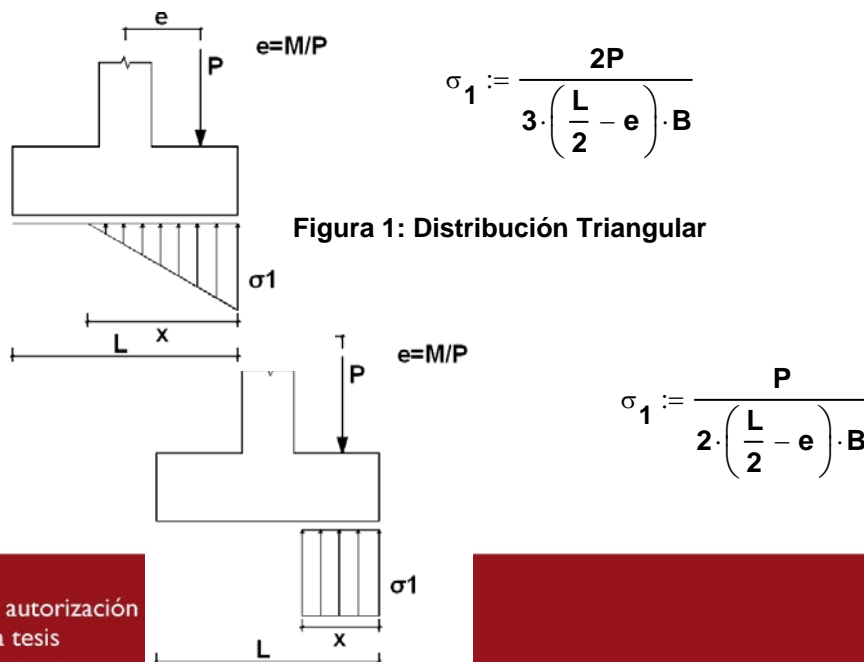 e
e=M/P
P
σ1 := 2P / 3·(L/2 − e)·B
Figura 1: Distribución Triangular
σ1
x
L
e=M/P
P
σ1 := P / 2·(L/2 − e)·B
σ1
x
L
autorización
tesis